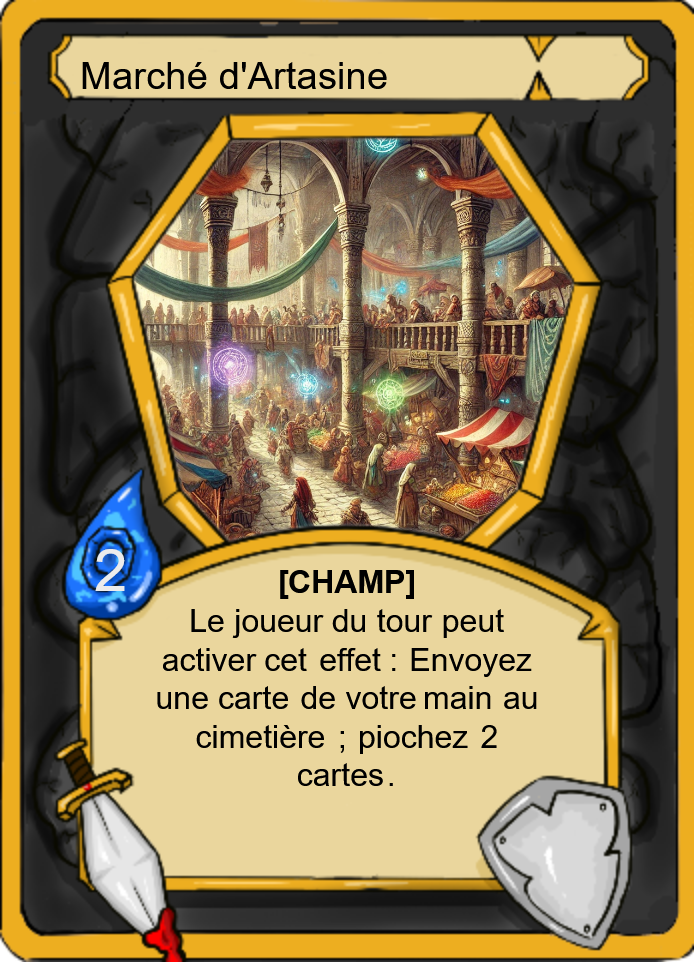 Marché d'Artasine
2
[CHAMP]
Le joueur du tour peut
activer cet effet : Envoyez
une carte de votre main au
cimetière ; piochez 2
cartes.